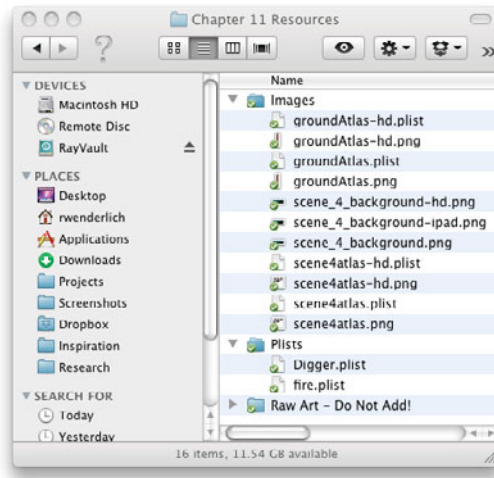 Chapter 11 Resources
Name
DEVICES
Macintosh HD
Remote Disc
RayVault
PLACES
Desktop
rwenderlich
Applications
Downloads
Projects
Screenshots
Dropbox
Inspiration
Research
SEARCH FOR
Today
Yesterday
Images
groundAtlas-hd.plist
groundAtlas-hd.png
groundAtlas.plist
groundAtlas.png
scene_4_background-hd.png
scene_4_background-ipad.png
scene_4_background.png
scene4atlas-hd.plist
scene4atlas-hd.png
scene4atlas.plist
scene4atlas.png
Plists
Digger.plist
fire.plist
Raw Art – Do Not Add!
16 items, 11.54 GB available